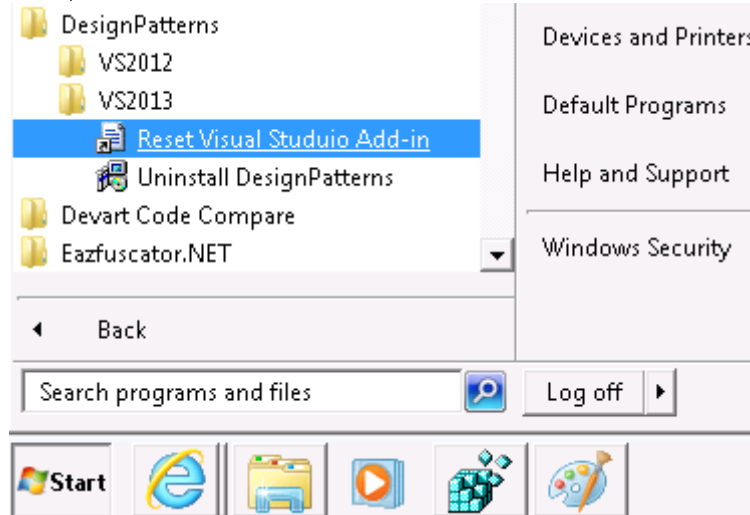 DesignPatterns
VS2012
VS2013
Reset Visual Studuio Add-in
Uninstall DesignPatterns
Devart Code Compare
Eazfuscator.NET
Back
Search programs and files
Devices and Printers
Default Programs
Help and Support
Windows Security
Log off
Start